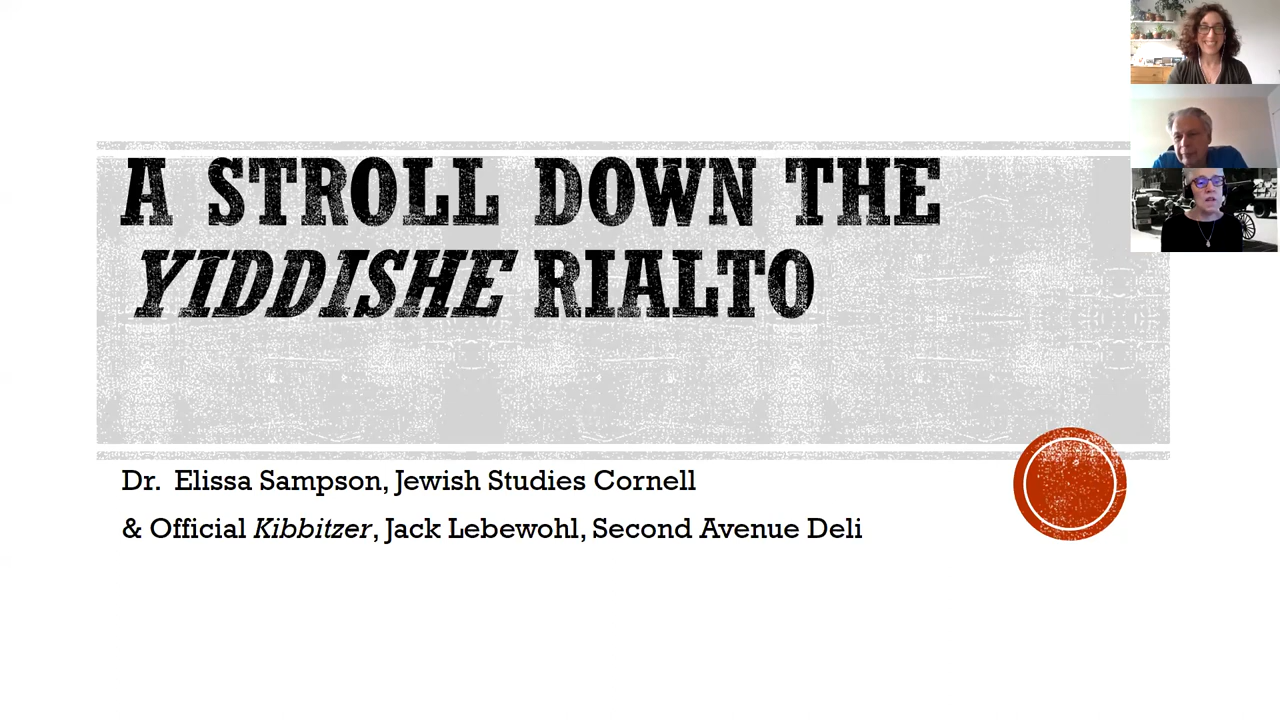 A STROLL DOWN THE
YIDDISHE RIALTO
Dr. Elissa Sampson, Jewish Studies Cornell
& Official Kibbitzer, Jack Lebewohl, Second Avenue Deli